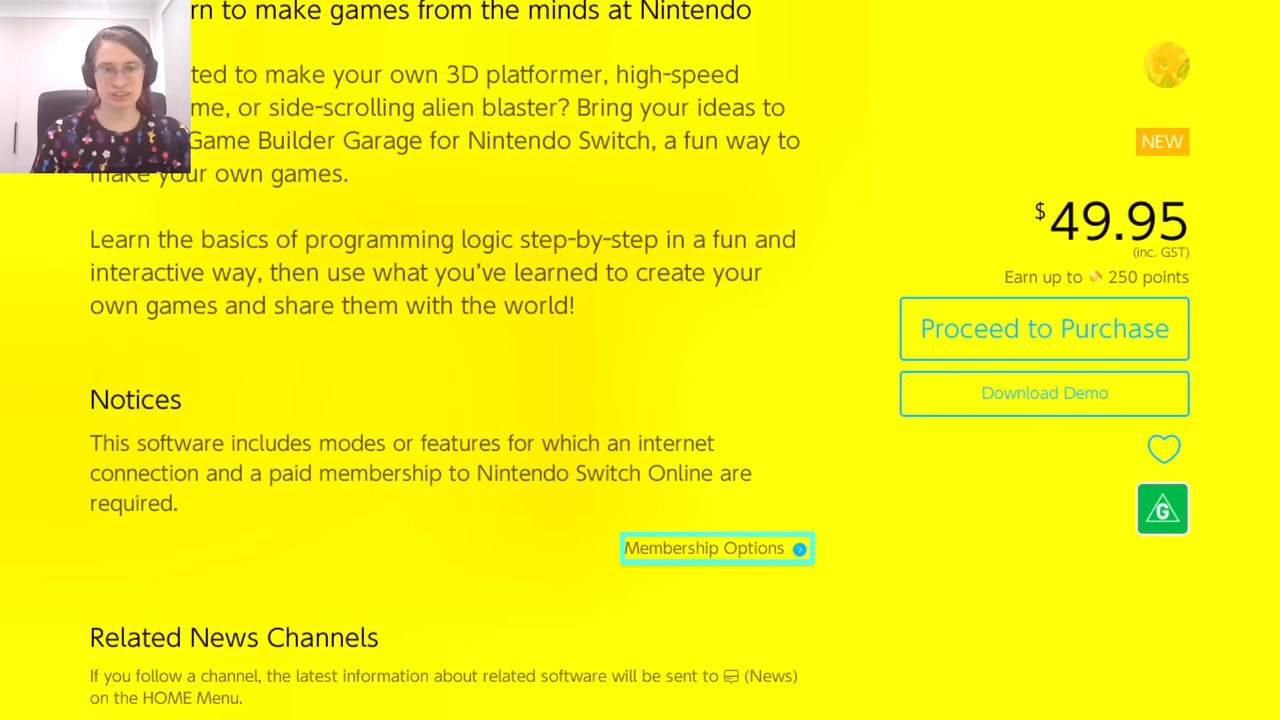 rn to make games from the minds at Nintendo
ted to make your own 3D platformer, high-speed
me, or side-scrolling alien blaster? Bring your ideas to
Game Builder Garage for Nintendo Switch, a fun way to
make your own games.
Learn the basics of programming logic step-by-step in a fun and
interactive way, then use what you've learned to create your
own games and share them with the world!
Notices
This software includes modes or features for which an internet
connection and a paid membership to Nintendo Switch Online are
required.
Membership Options
Related News Channels
If you follow a channel, the latest information about related software will be sent to (News)
on the HOME Menu.
NEW
$49.95
(inc. GST)
Earn up to 250 points
Proceed to Purchase
Download Demo
G